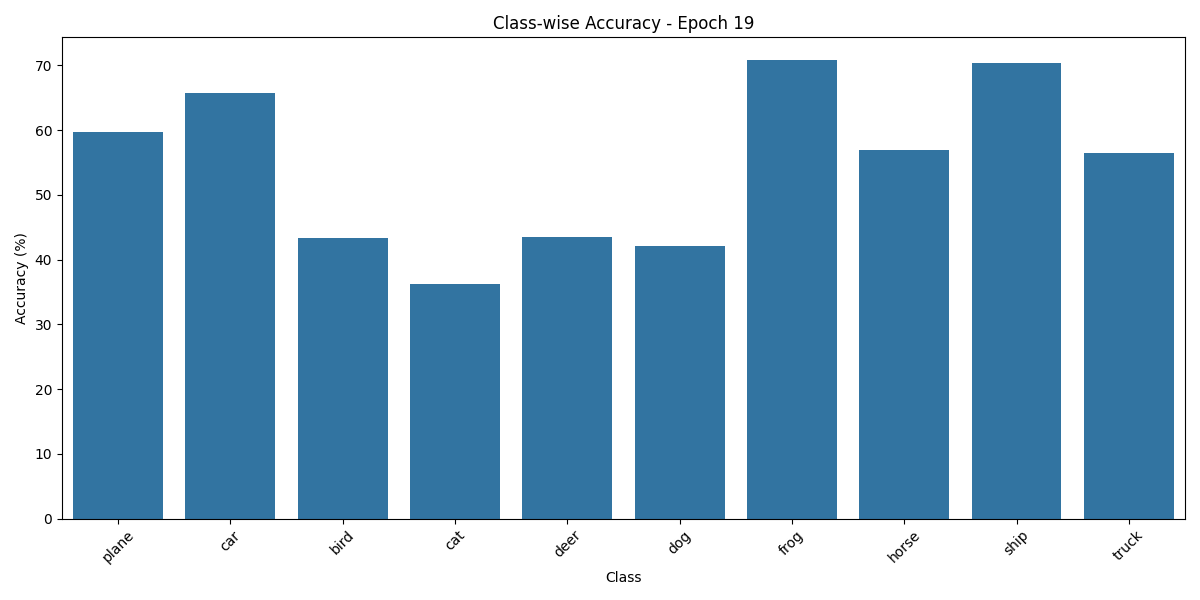 Class-wise Accuracy - Epoch 19
Accuracy (%)
70
60
50
40
30
20
10
0
plane
car
bird
cat
deer
dog
frog
horse
ship
truck
Class